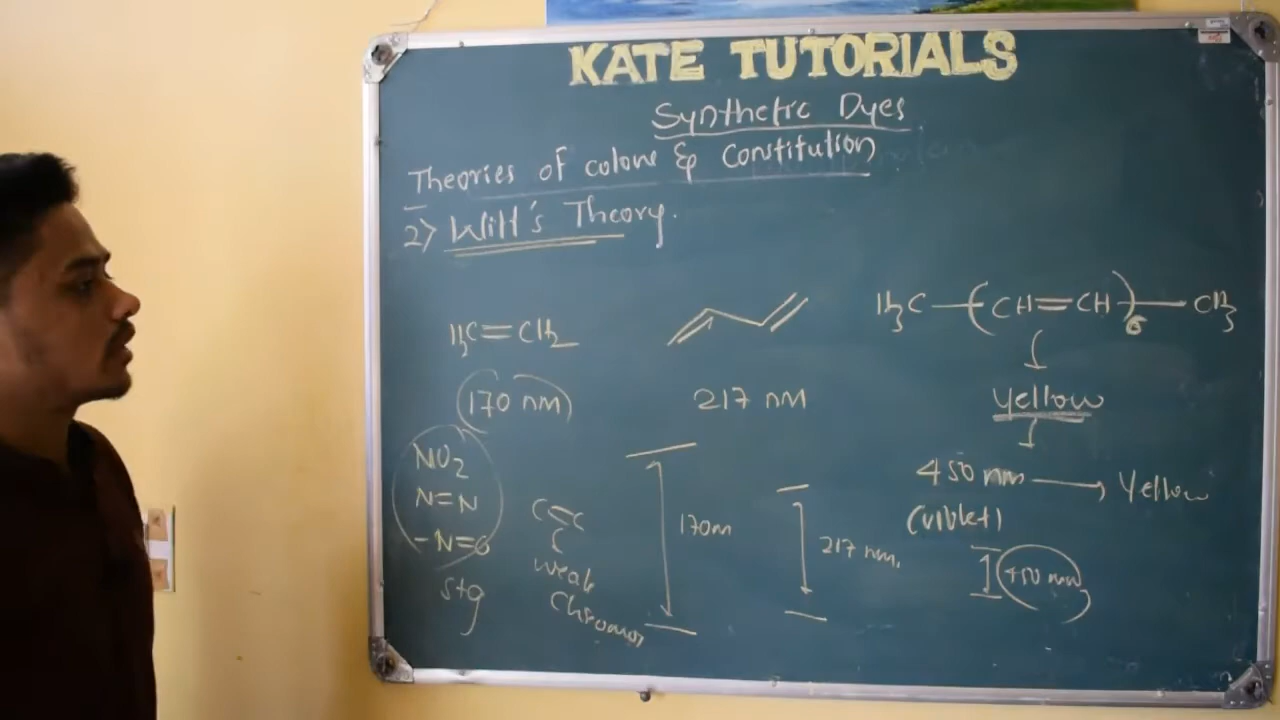 KATE TUTORIALS
Synthetic Dyes
Theories of colour & Constitution
2> Witt's Theory.
H3C=CH2
H3C—(CH=CH)6—CH3
170 nm
217 nm
Yellow
NO2
N=N
-N=O
stg
C=C
weak
Chromo
170nm
217 nm.
450 nm → Yellow
(violet)
450 nm